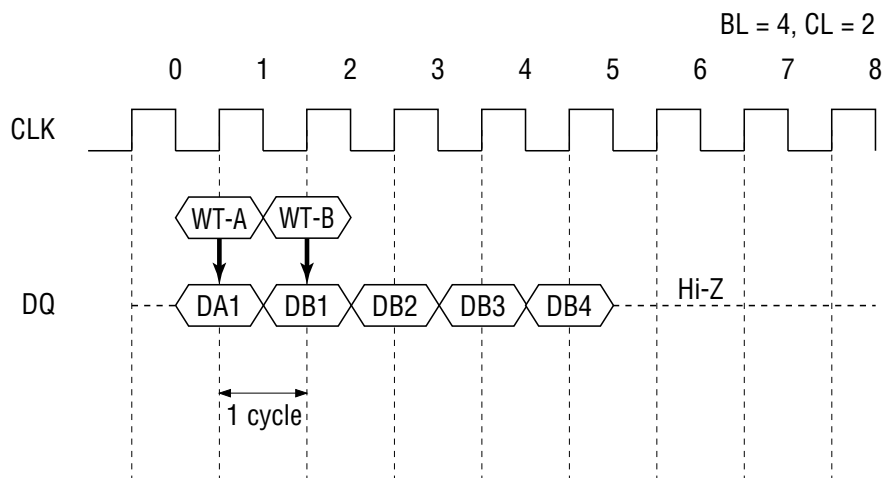 BL = 4, CL = 2
0 1 2 3 4 5 6 7 8
CLK
WT-A WT-B
DQ DA1 DB1 DB2 DB3 DB4 Hi-Z
1 cycle